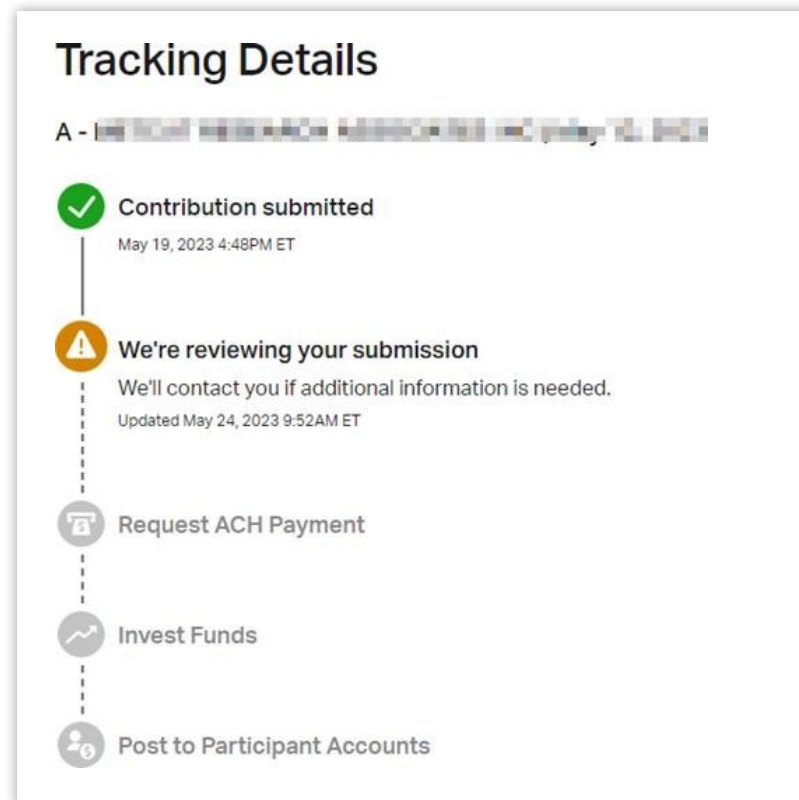 Tracking Details
A -
Contribution submitted
May 19, 2023 4:48PM ET
We're reviewing your submission
We'll contact you if additional information is needed.
Updated May 24, 2023 9:52AM ET
Request ACH Payment
Invest Funds
Post to Participant Accounts